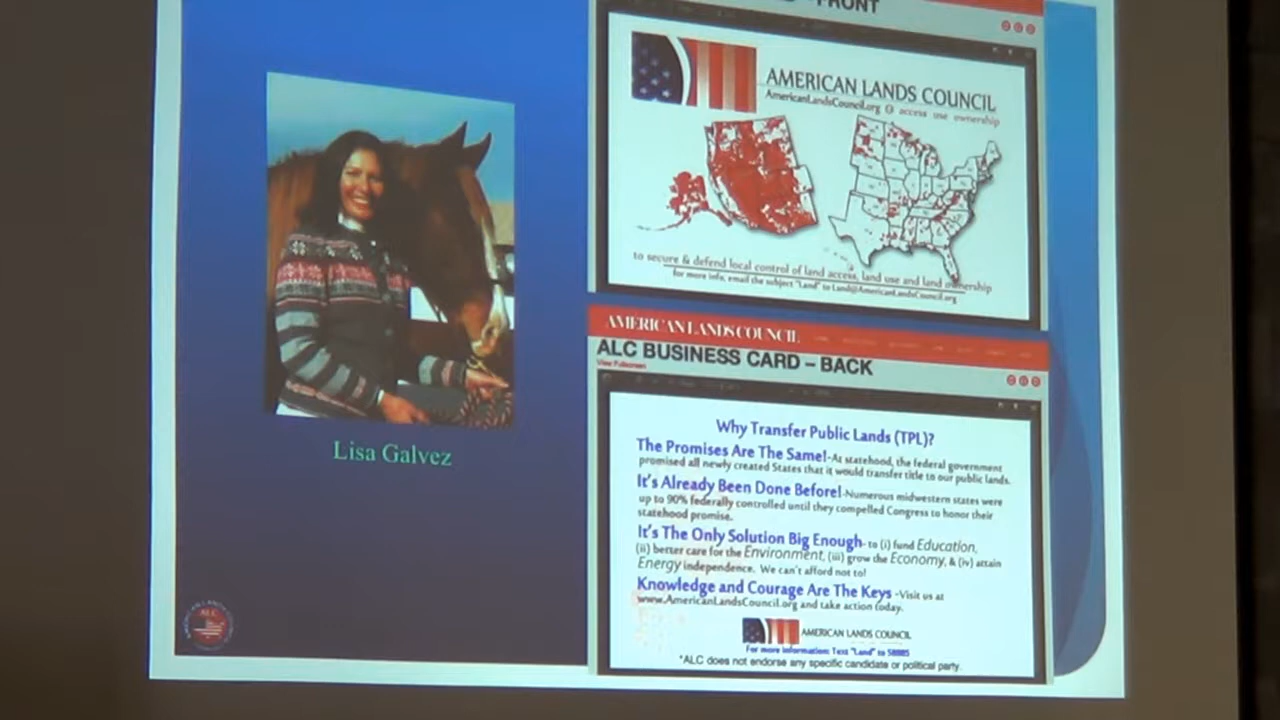 FRONT
AMERICAN LANDS COUNCIL
AmericanLandsCouncil.org @ access use ownership
to secure & defend local control of land access, land use and land ownership
for more info, email the subject "Land" to Land@AmericanLandsCouncil.org
Lisa Galvez
AMERICAN LANDS COUNCIL
ALC BUSINESS CARD – BACK
View Fullscreen
Why Transfer Public Lands (TPL)?
The Promises Are The Same!-At statehood, the federal government
promised all newly created States that it would transfer title to our public lands.
It's Already Been Done Before!-Numerous midwestern states were
up to 90% federally controlled until they compelled Congress to honor their
statehood promise.
It's The Only Solution Big Enough- to (i) fund Education,
(ii) better care for the Environment, (iii) grow the Economy, & (iv) attain
Energy independence. We can't afford not to!
Knowledge and Courage Are The Keys -Visit us at
www.AmericanLandsCouncil.org and take action today.
AMERICAN LANDS COUNCIL
For more information: Text "Land" to 58885
*ALC does not endorse any specific candidate or political party.
ALC